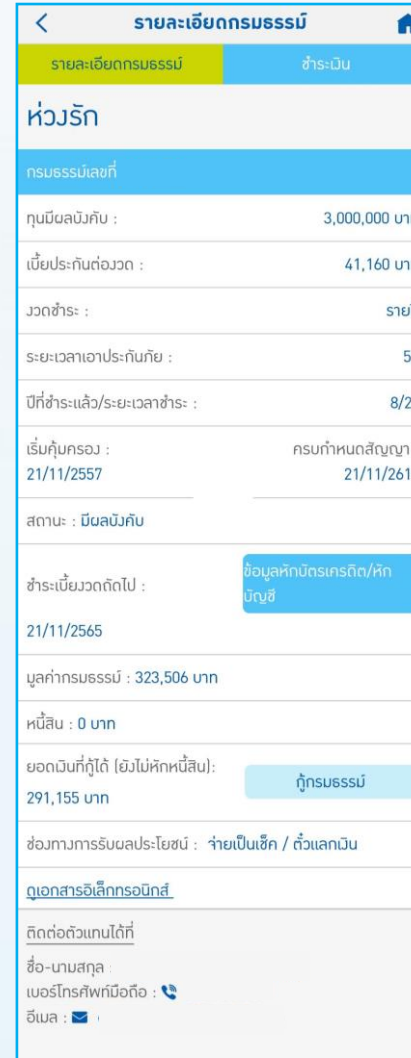 รายละเอียดกรมธรรม์
รายละเอียดกรมธรรม์ ชำระเงิน
ห่วงรัก
กรมธรรม์เลขที่
ทุนมีผลบังคับ : 3,000,000 บา
เบี้ยประกันต่องวด : 41,160 บา
งวดชำระ : ราย
ระยะเวลาเอาประกันภัย : 5
ปีที่ชำระแล้ว/ระยะเวลาชำระ : 8/2
เริ่มคุ้มครอง : ครบกำหนดสัญญา
21/11/2557 21/11/261
สถานะ : มีผลบังคับ
ชำระเบี้ยงวดถัดไป : ข้อมูลหักบัตรเครดิต/หัก
บัญชี
21/11/2565
มูลค่ากรมธรรม์ : 323,506 บาท
หนี้สิน : 0 บาท
ยอดเงินที่กู้ได้ (ยังไม่หักหนี้สิน):
กู้กรมธรรม์
291,155 บาท
ช่องทางการรับผลประโยชน์ : จ่ายเป็นเช็ค / ตั๋วแลกเงิน
ดูเอกสารอิเล็กทรอนิกส์
ติดต่อตัวแทนได้ที่
ชื่อ-นามสกุล :
เบอร์โทรศัพท์มือถือ :
อีเมล :